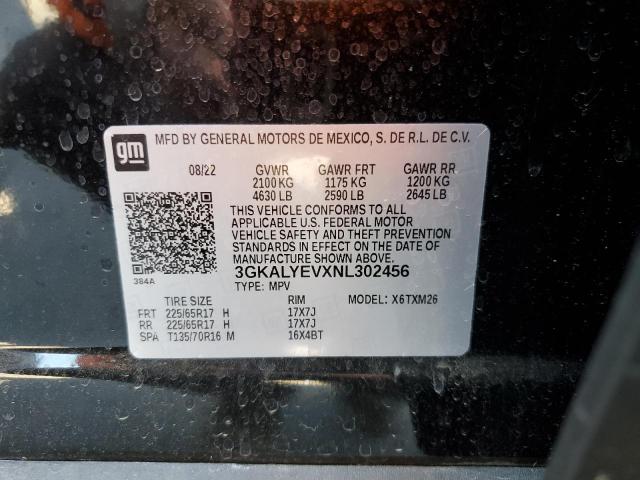 gm
MFD BY GENERAL MOTORS DE MEXICO, S. DE R.L. DE C.V.
08/22 GVWR GAWR FRT GAWR RR
2100 KG 1175 KG 1200 KG
4630 LB 2590 LB 2645 LB
THIS VEHICLE CONFORMS TO ALL
APPLICABLE U.S. FEDERAL MOTOR
VEHICLE SAFETY AND THEFT PREVENTION
STANDARDS IN EFFECT ON THE DATE OF
MANUFACTURE SHOWN ABOVE.
384A
3GKALYEVXNL302456
TYPE: MPV
TIRE SIZE RIM MODEL: X6TXM26
FRT 225/65R17 H 17X7J
RR 225/65R17 H 17X7J
SPA T135/70R16 M 16X4BT